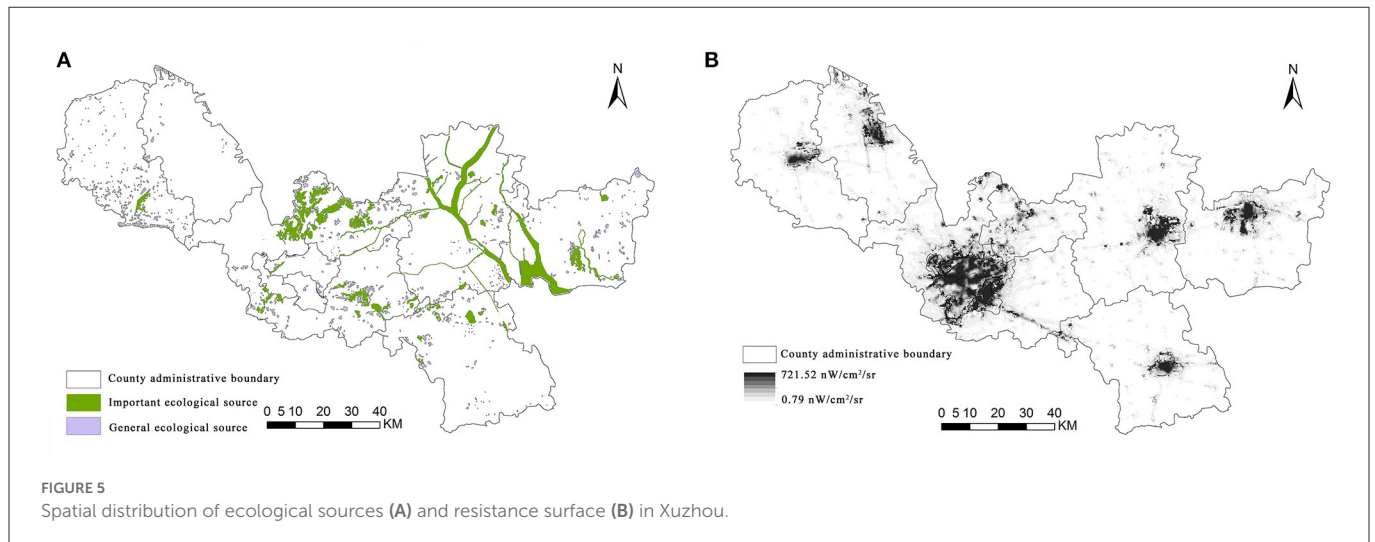 A
N
County administrative boundary
Important ecological source
General ecological source
0 5 10 20 30 40
KM
B
N
County administrative boundary
721.52 nW/cm²/sr
0.79 nW/cm²/sr
0 5 10 20 30 40
KM
FIGURE 5
Spatial distribution of ecological sources (A) and resistance surface (B) in Xuzhou.